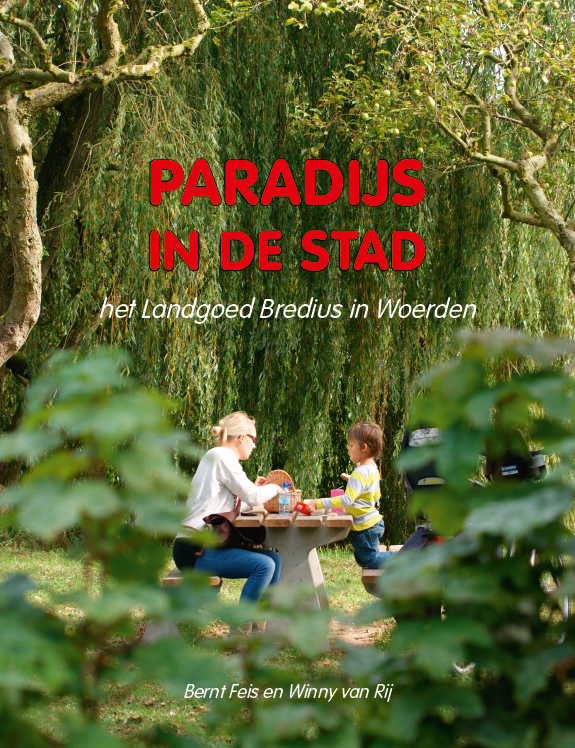 PARADIJS
IN DE STAD
het Landgoed Bredius in Woerden
Bernt Feis en Winny van Rij